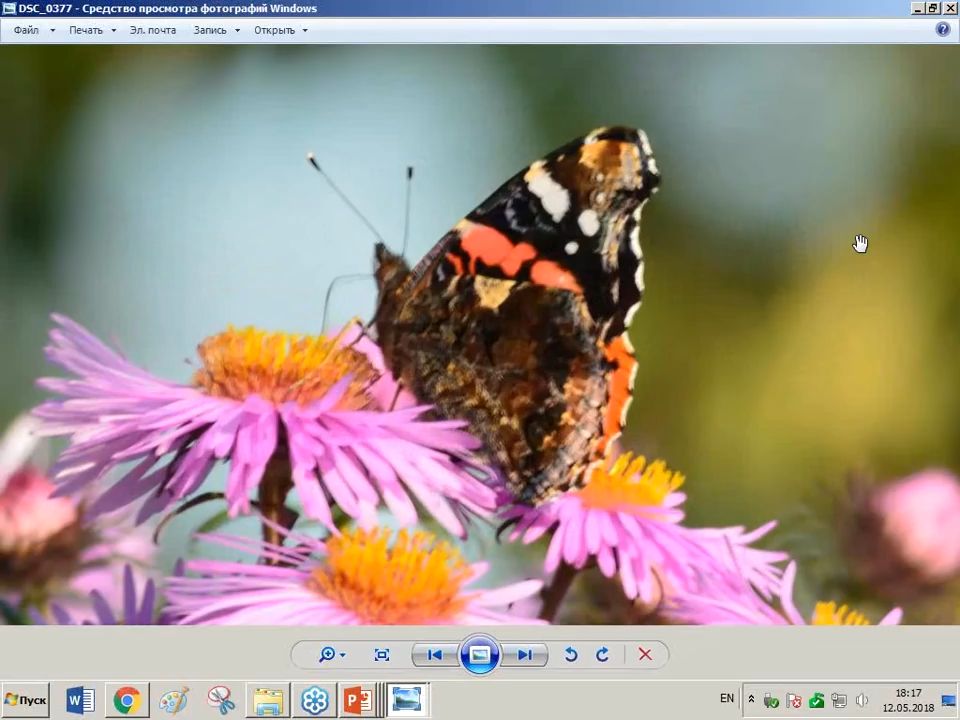 DSC_0377 - Средство просмотра фотографий Windows
Файл Печать Эл. почта Запись Открыть
Пуск
EN
18:17
12.05.2018